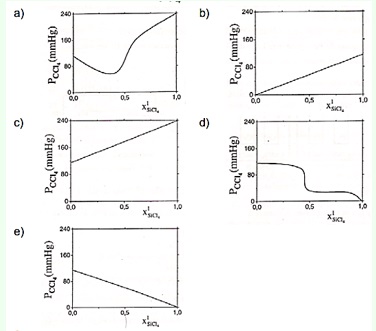 a)
240
160
80
0
P_CCl₄(mmHg)
0,0
0,5
1,0
x^l_SiCl₄
b)
240
160
80
0
P_CCl₄(mmHg)
0,0
0,5
1,0
x^l_SiCl₄
c)
240
160
80
0
P_CCl₄(mmHg)
0,0
0,5
1,0
x^l_SiCl₄
d)
240
160
80
0
P_CCl₄(mmHg)
0,0
0,5
1,0
x^l_SiCl₄
e)
240
160
80
0
P_CCl₄(mmHg)
0,0
0,5
1,0
x^l_SiCl₄